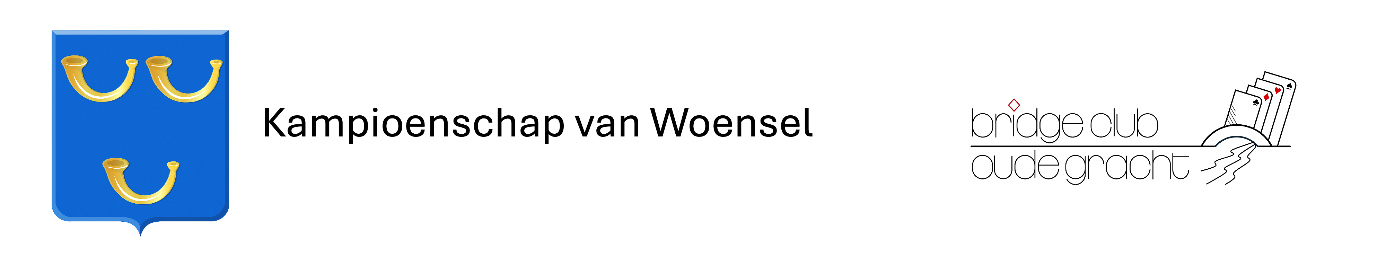 Kampioenschap van Woensel
bridge club
oude gracht